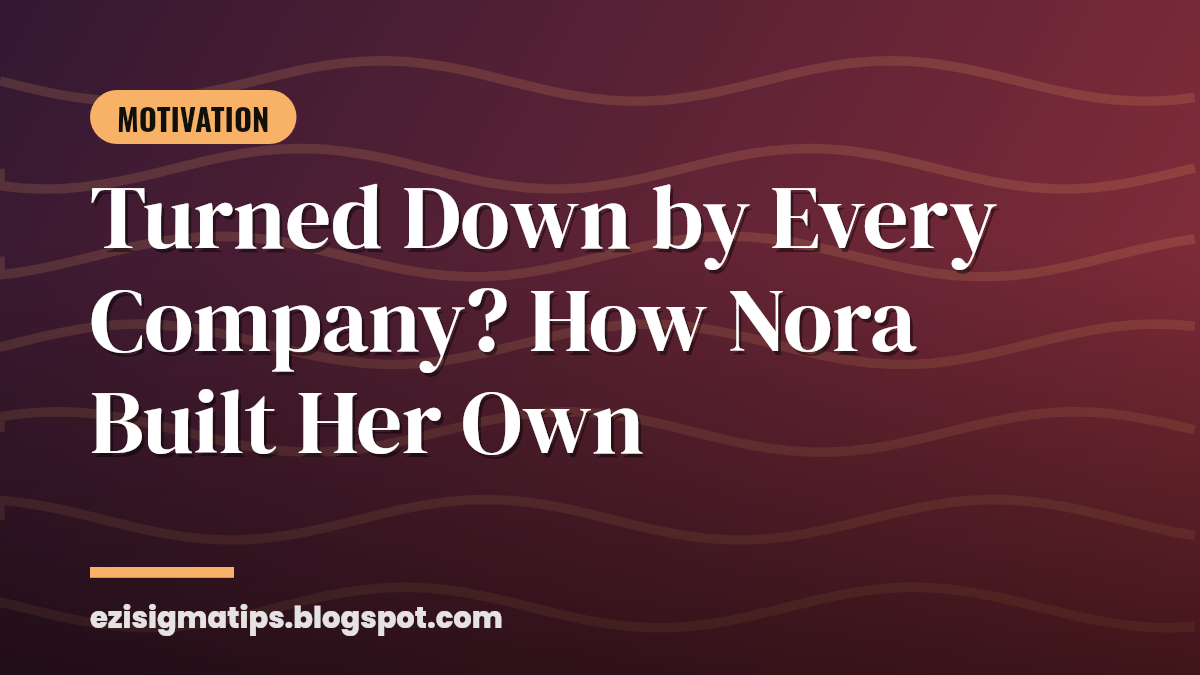 MOTIVATION
Turned Down by Every
Company? How Nora
Built Her Own
ezisigmatips.blogspot.com